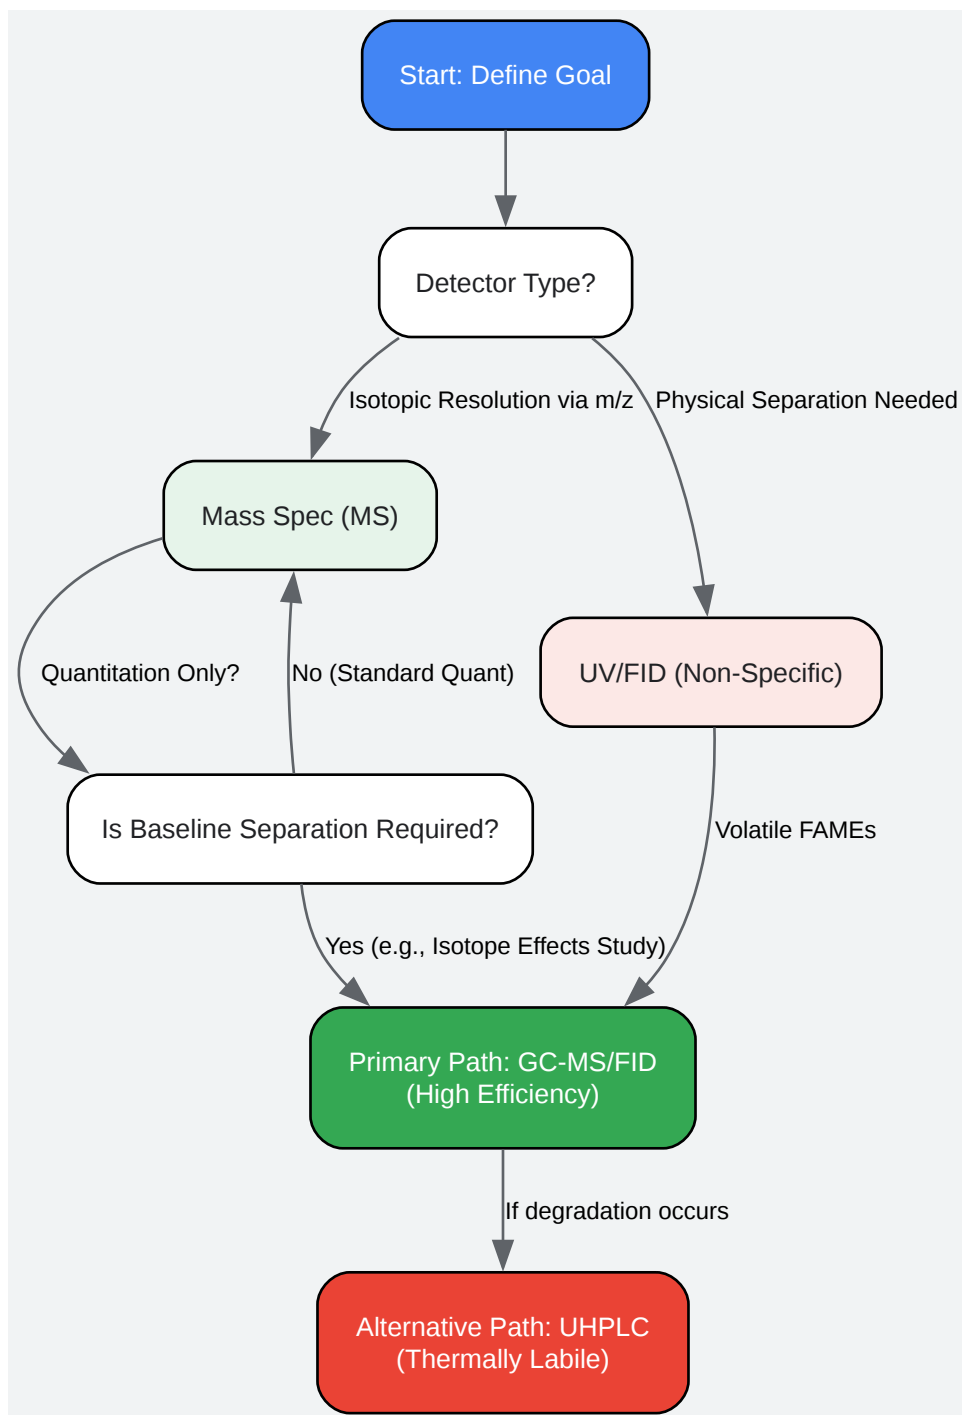 Start: Define Goal
Detector Type?
Isotopic Resolution via m/z
Physical Separation Needed
Mass Spec (MS)
Quantitation Only?
No (Standard Quant)
UV/FID (Non-Specific)
Is Baseline Separation Required?
Volatile FAMEs
Yes (e.g., Isotope Effects Study)
Primary Path: GC-MS/FID
(High Efficiency)
If degradation occurs
Alternative Path: UHPLC
(Thermally Labile)